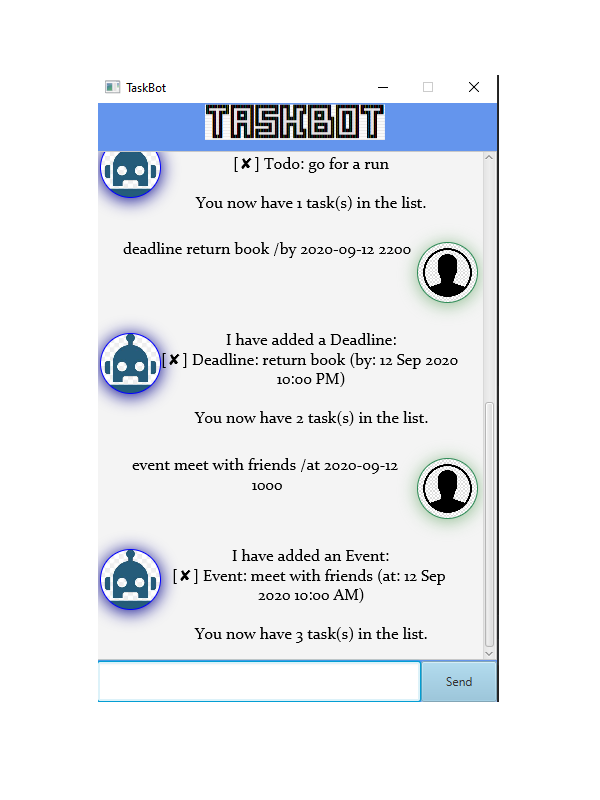 TaskBot
TASKBOT
[✘] Todo: go for a run
You now have 1 task(s) in the list.
deadline return book /by 2020-09-12 2200
I have added a Deadline:
[✘] Deadline: return book (by: 12 Sep 2020
10:00 PM)
You now have 2 task(s) in the list.
event meet with friends /at 2020-09-12
1000
I have added an Event:
[✘] Event: meet with friends (at: 12 Sep
2020 10:00 AM)
You now have 3 task(s) in the list.
Send